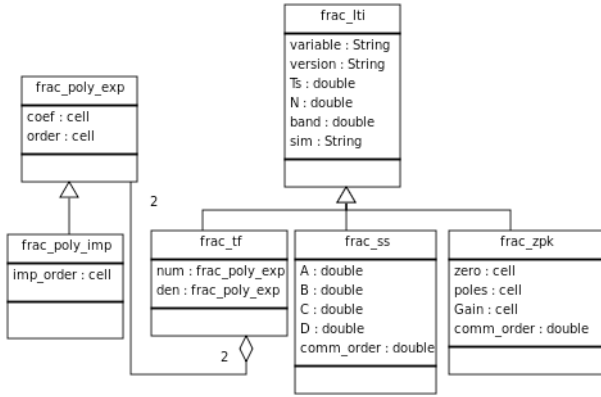 frac_lti
variable : String
version : String
Ts : double
N : double
band : double
sim : String
frac_poly_exp
coef : cell
order : cell
2
frac_poly_imp
imp_order : cell
frac_tf
num : frac_poly_exp
den : frac_poly_exp
2
frac_ss
A : double
B : double
C : double
D : double
comm_order : double
frac_zpk
zero : cell
poles : cell
Gain : cell
comm_order : double